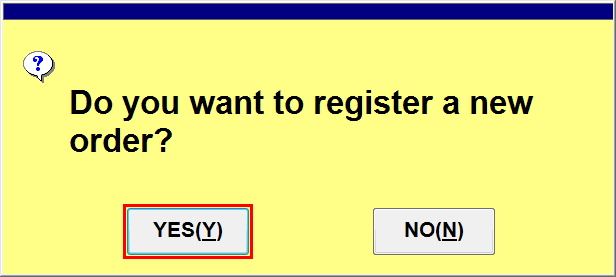 ?
Do you want to register a new
order?
YES(Y) NO(N)